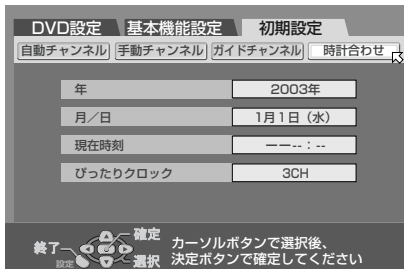 DVD設定 基本機能設定 初期設定
自動チャンネル 手動チャンネル ガイドチャンネル 時計合わせ
年 2003年
月／日 1月1日（水）
現在時刻 ーー--：--
ぴったりクロック 3CH
確定
終了 カーソルボタンで選択後、
設定 選択 決定ボタンで確定してください